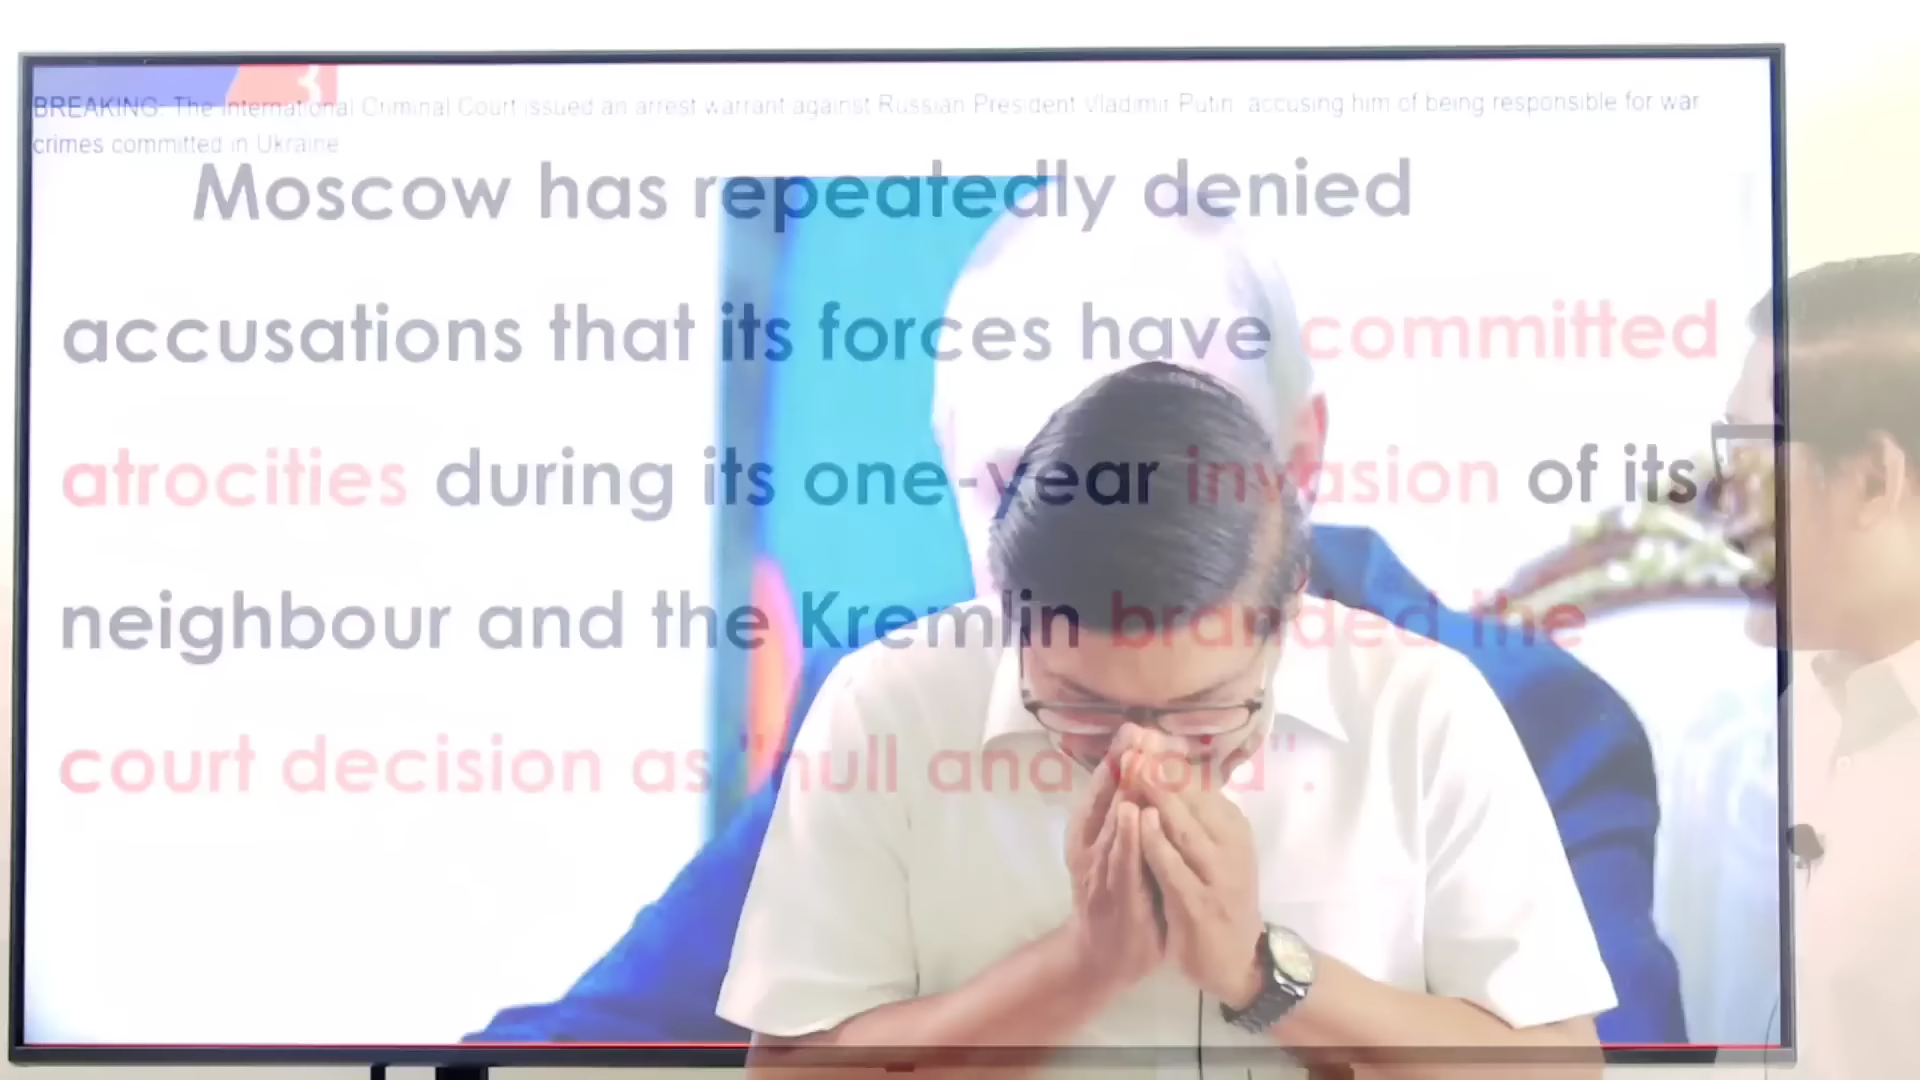 3
BREAKING: The International Criminal Court issued an arrest warrant against Russian President Vladimir Putin, accusing him of being responsible for war
crimes committed in Ukraine
Moscow has repeatedly denied
accusations that its forces have committed
atrocities during its one-year invasion of its
neighbour and the Kremlin branded the
court decision as "null and void".